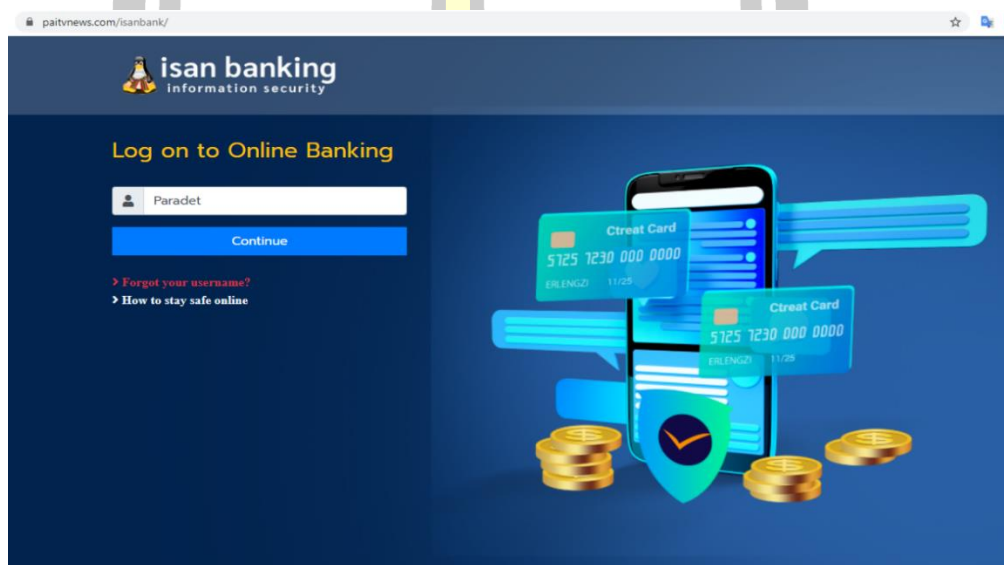 paitvnews.com/isanbank/
isan banking
information security
Log on to Online Banking
Paradet
Continue
> Forgot your username?
> How to stay safe online
Ctreat Card
5725 7230 000 0000
ERLENGZI 11/25
Ctreat Card
5725 7230 000 0000
ERLENGZI 11/25